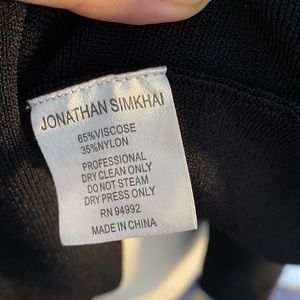 JONATHAN SIMKHAI
65%VISCOSE
35%NYLON
PROFESSIONAL
DRY CLEAN ONLY
DO NOT STEAM
DRY PRESS ONLY
RN 94992
MADE IN CHINA